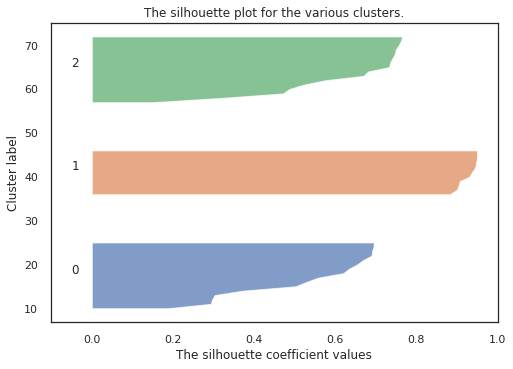 The silhouette plot for the various clusters.
70
2
60
50
1
40
30
0
20
10
Cluster label
0.0 0.2 0.4 0.6 0.8 1.0
The silhouette coefficient values